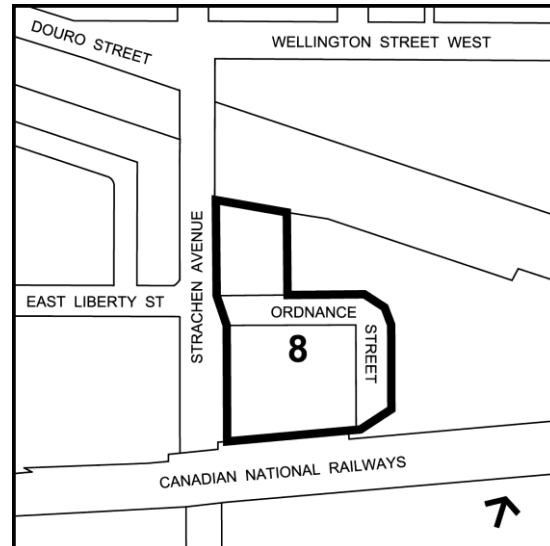 DOURO STREET
WELLINGTON STREET WEST
STRACHEN AVENUE
EAST LIBERTY ST
ORDNANCE
STREET
8
CANADIAN NATIONAL RAILWAYS